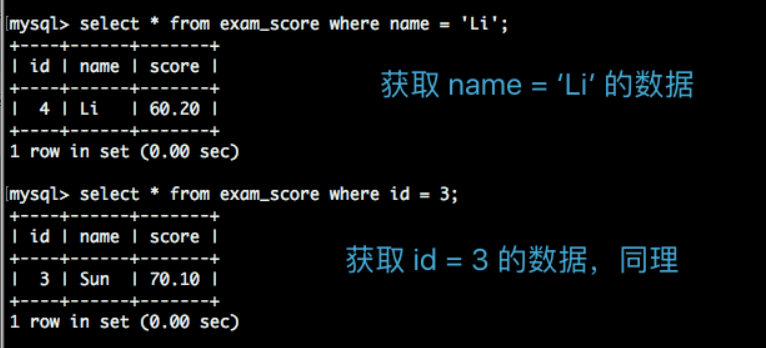 mysql> select * from exam_score where name = 'Li';
+----+------+-------+
| id | name | score |
+----+------+-------+
|  4 | Li   | 60.20 |
+----+------+-------+
1 row in set (0.00 sec)
获取 name = ‘Li’ 的数据
mysql> select * from exam_score where id = 3;
+----+------+-------+
| id | name | score |
+----+------+-------+
|  3 | Sun  | 70.10 |
+----+------+-------+
1 row in set (0.00 sec)
获取 id = 3 的数据，同理